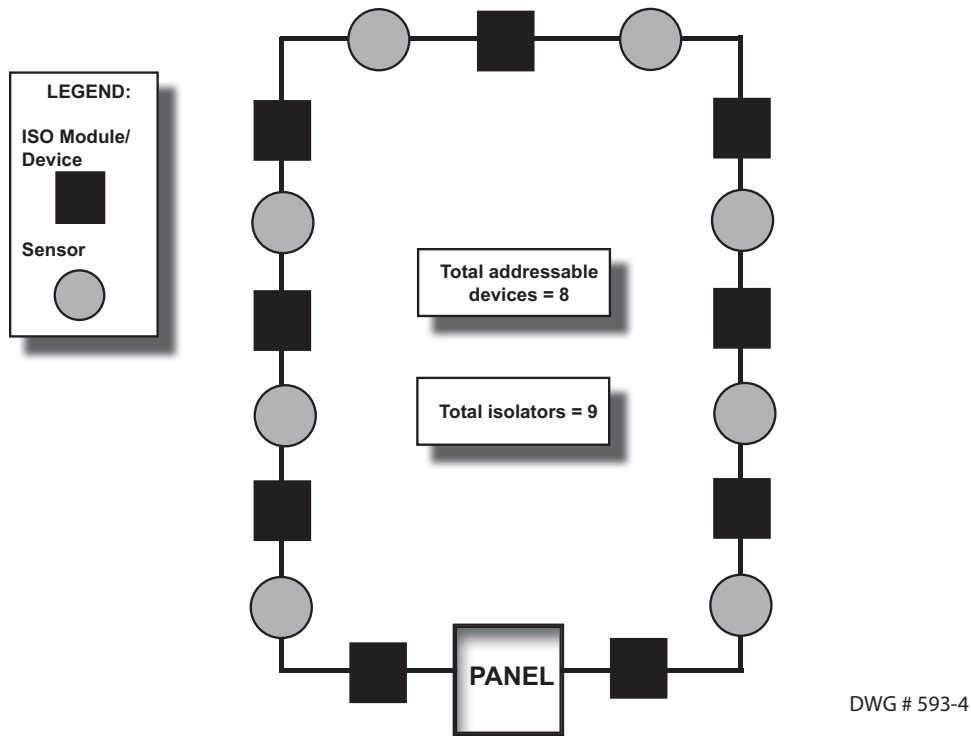 LEGEND:
ISO Module/
Device
Sensor
Total addressable
devices = 8
Total isolators = 9
PANEL
DWG # 593-4